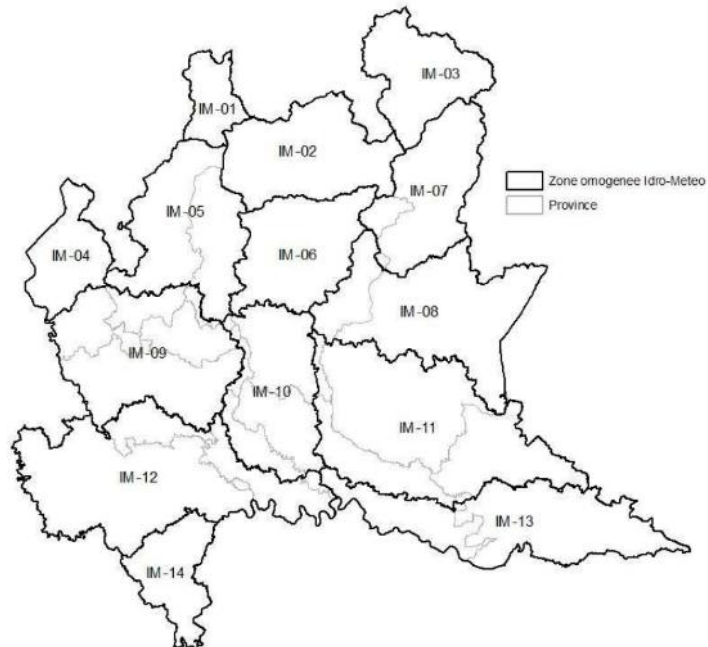 IM-03
IM-01
IM-02
Zone omogenee Idro-Meteo
IM-07
Province
IM-05
IM-04
IM-06
IM-08
IM-09
IM-10
IM-11
IM-12
IM-13
IM-14